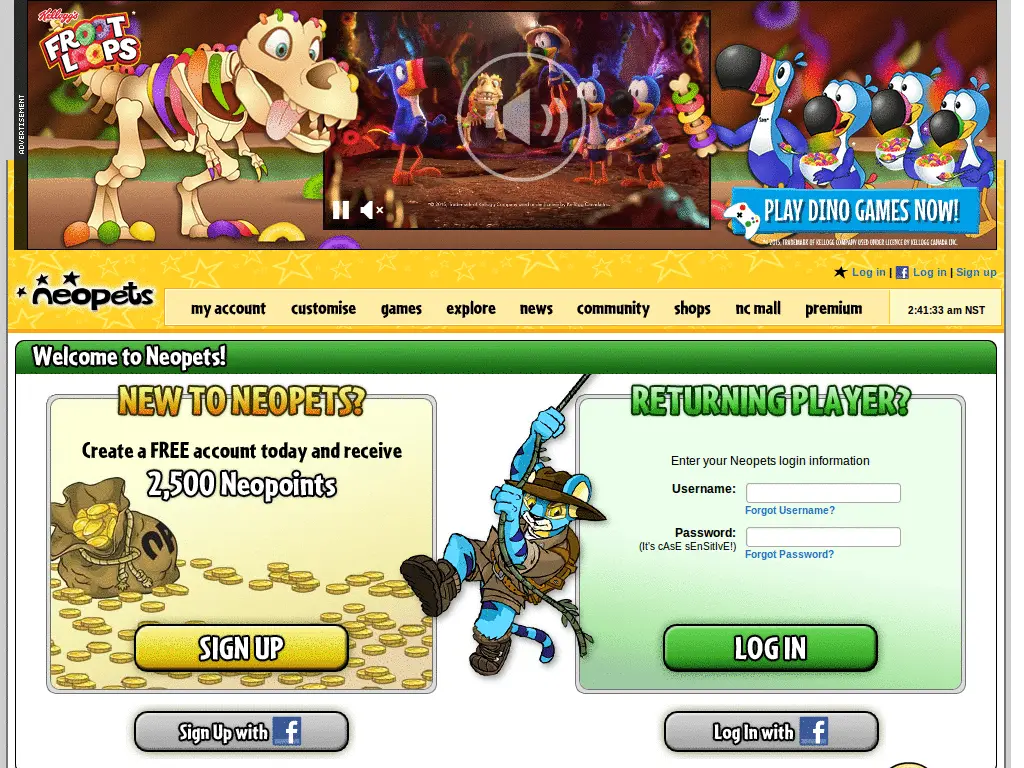 Kellogg's
FROOT
LOOPS
ADVERTISEMENT
PLAY DINO GAMES NOW!
Log in | Log in | Sign up
neopets
my account customise games explore news community shops nc mall premium 2:41:33 am NST
Welcome to Neopets!
NEW TO NEOPETS?
Create a FREE account today and receive
2,500 Neopoints
SIGN UP
Sign Up with f
RETURNING PLAYER?
Enter your Neopets login information
Username:
Forgot Username?
Password:
(It's cAsE sEnSitIvE!)
Forgot Password?
LOG IN
Log In with f